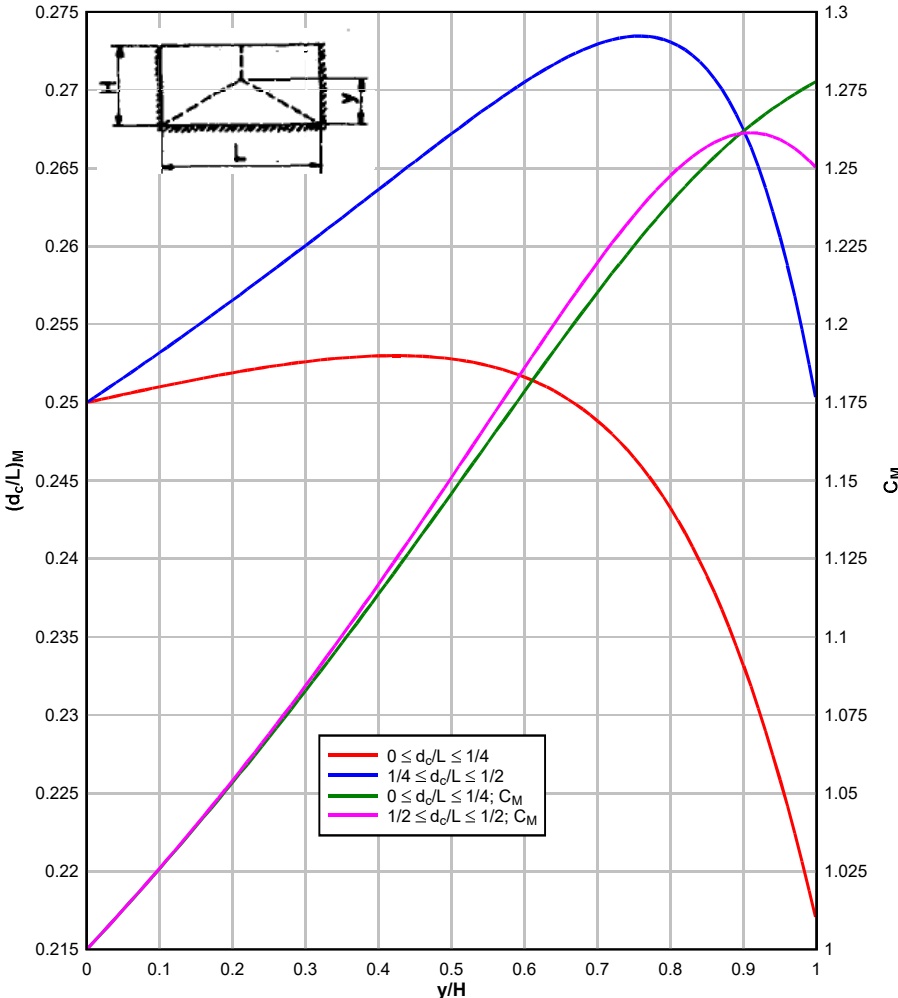 0.275
0.27
0.265
0.26
0.255
0.25
0.245
0.24
0.235
0.23
0.225
0.22
0.215
(dc/L)M
H
y
L
0 ≤ dc/L ≤ 1/4
1/4 ≤ dc/L ≤ 1/2
0 ≤ dc/L ≤ 1/4; CM
1/2 ≤ dc/L ≤ 1/2; CM
1.3
1.275
1.25
1.225
1.2
1.175
1.15
1.125
1.1
1.075
1.05
1.025
1
CM
0 0.1 0.2 0.3 0.4 0.5 0.6 0.7 0.8 0.9 1
y/H